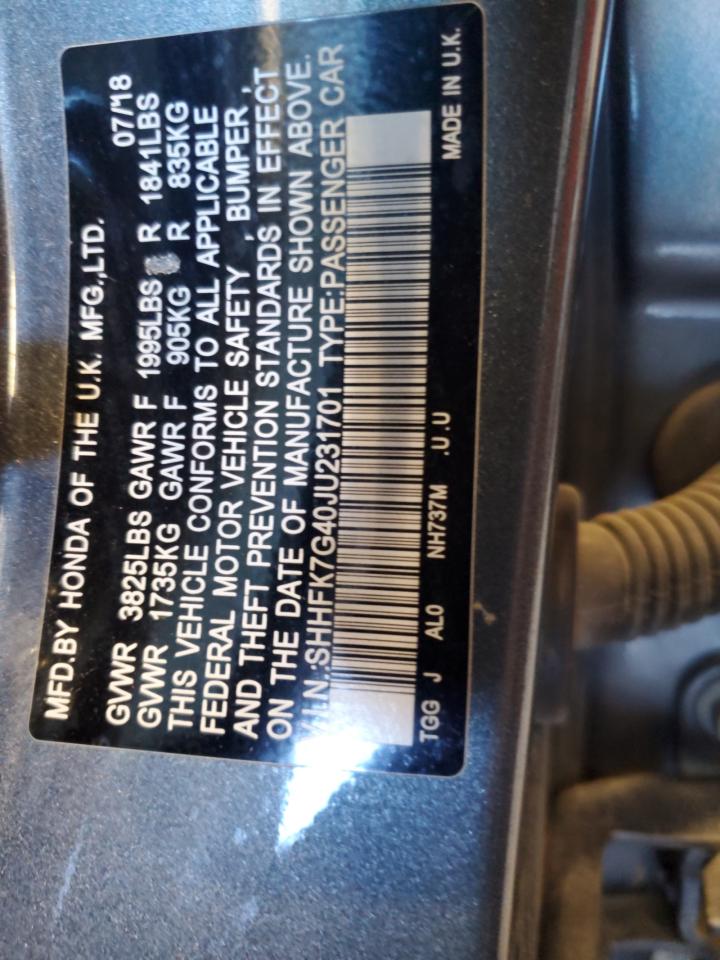 MFD.BY HONDA OF THE U.K. MFG.,LTD. 07/18
GVWR 3825LBS GAWR F 1995LBS R 1841LBS
GVWR 1735KG GAWR F 905KG R 835KG
THIS VEHICLE CONFORMS TO ALL APPLICABLE
FEDERAL MOTOR VEHICLE SAFETY , BUMPER ,
AND THEFT PREVENTION STANDARDS IN EFFECT
ON THE DATE OF MANUFACTURE SHOWN ABOVE.
V.I.N.:SHHFK7G40JU231701 TYPE:PASSENGER CAR
TGG J AL0 NH737M .U.U MADE IN U.K.